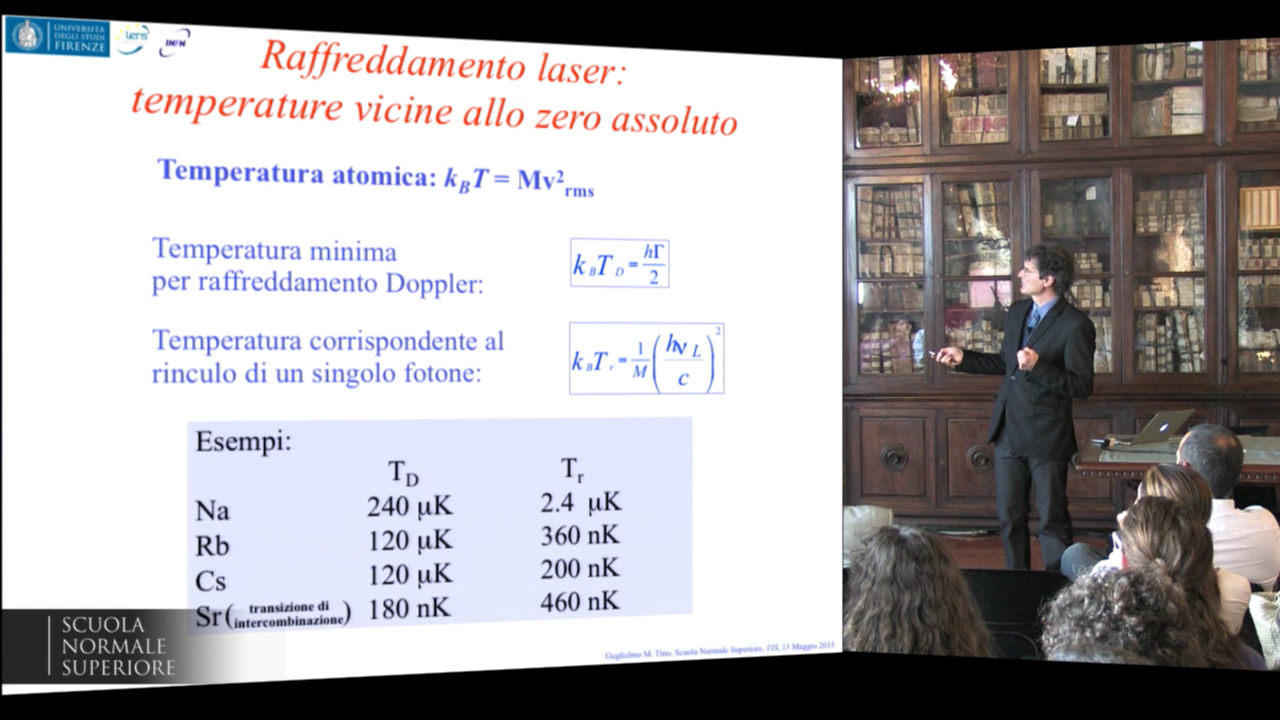 UNIVERSITÀ
DEGLI STUDI
FIRENZE
lens
INFN
Raffreddamento laser:
temperature vicine allo zero assoluto
Temperatura atomica: k_BT = Mv²_rms
Temperatura minima
per raffreddamento Doppler:
k_B T_D = hΓ/2
Temperatura corrispondente al
rinculo di un singolo fotone:
k_B T_r = 1/M (hν_L/c)²
Esempi:
T_D T_r
Na 240 µK 2.4 µK
Rb 120 µK 360 nK
Cs 120 µK 200 nK
Sr (transizione di intercombinazione) 180 nK 460 nK
Guglielmo M. Tino, Scuola Normale Superiore, VIS, 13 Maggio 2015
SCUOLA
NORMALE
SUPERIORE